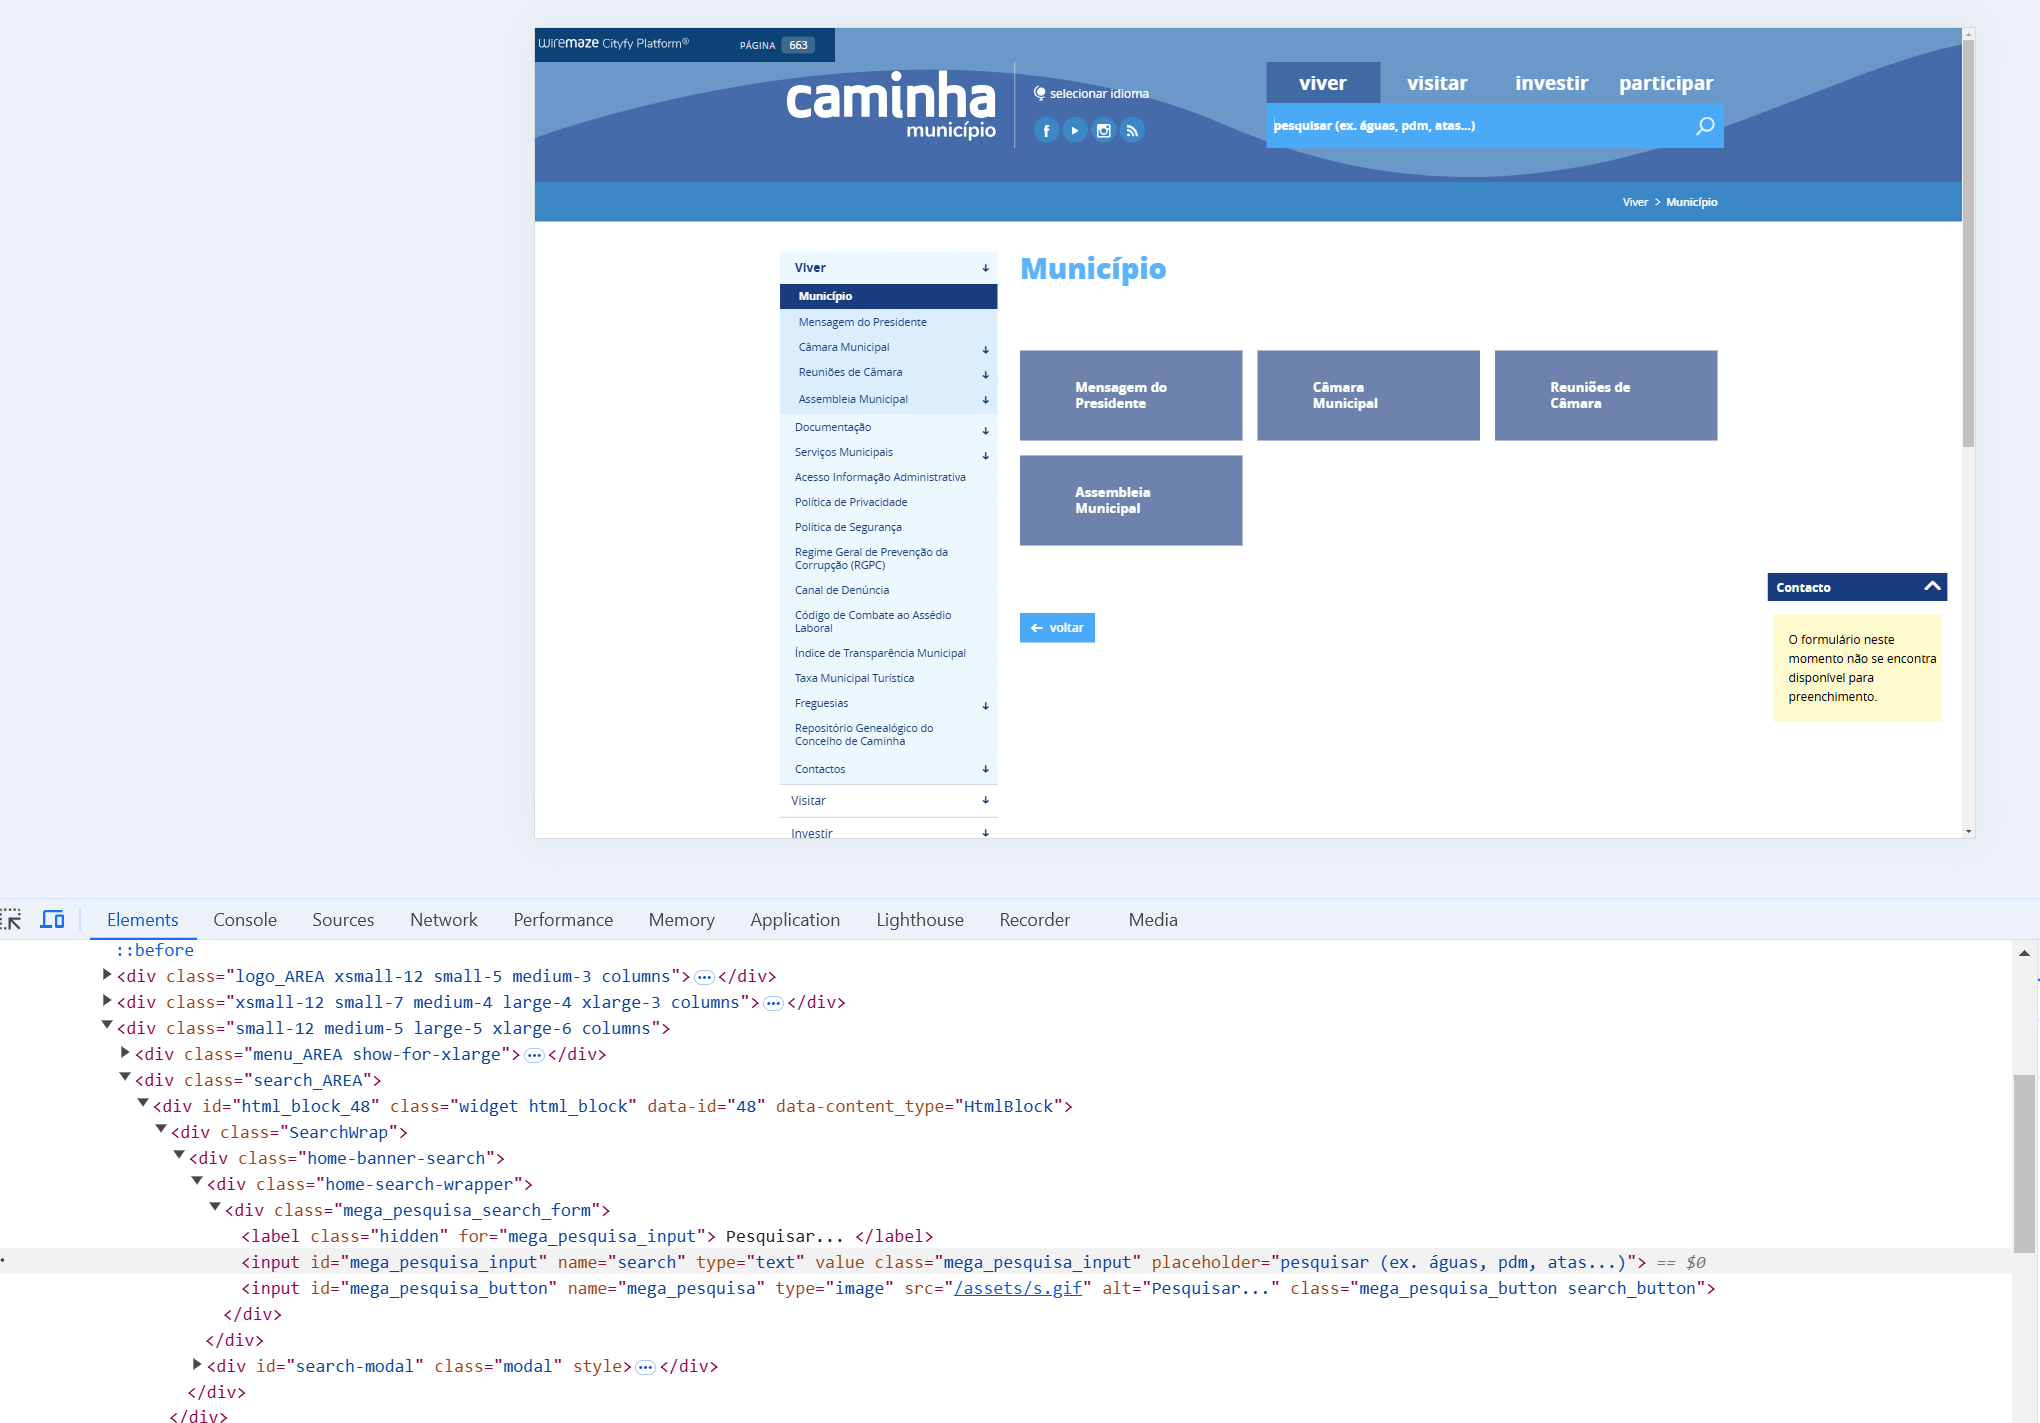 wiremaze Cityfy Platform®
PÁGINA 663
caminha
município
selecionar idioma
viver visitar investir participar
pesquisar (ex. águas, pdm, atas...)
Viver > Município
Viver
Município
Mensagem do Presidente
Câmara Municipal
Reuniões de Câmara
Assembleia Municipal
Documentação
Serviços Municipais
Acesso Informação Administrativa
Política de Privacidade
Política de Segurança
Regime Geral de Prevenção da
Corrupção (RGPC)
Canal de Denúncia
Código de Combate ao Assédio
Laboral
Índice de Transparência Municipal
Taxa Municipal Turística
Freguesias
Repositório Genealógico do
Concelho de Caminha
Contactos
Visitar
Investir
Município
Mensagem do
Presidente
Câmara
Municipal
Reuniões de
Câmara
Assembleia
Municipal
voltar
Contacto
O formulário neste
momento não se encontra
disponível para
preenchimento.
Elements Console Sources Network Performance Memory Application Lighthouse Recorder Media
::before
<div class="logo_AREA xsmall-12 small-5 medium-3 columns">…</div>
<div class="xsmall-12 small-7 medium-4 large-4 xlarge-3 columns">…</div>
<div class="small-12 medium-5 large-5 xlarge-6 columns">
<div class="menu_AREA show-for-xlarge">…</div>
<div class="search_AREA">
<div id="html_block_48" class="widget html_block" data-id="48" data-content_type="HtmlBlock">
<div class="SearchWrap">
<div class="home-banner-search">
<div class="home-search-wrapper">
<div class="mega_pesquisa_search_form">
<label class="hidden" for="mega_pesquisa_input"> Pesquisar... </label>
<input id="mega_pesquisa_input" name="search" type="text" value class="mega_pesquisa_input" placeholder="pesquisar (ex. águas, pdm, atas...)"> == $0
<input id="mega_pesquisa_button" name="mega_pesquisa" type="image" src="/assets/s.gif" alt="Pesquisar..." class="mega_pesquisa_button search_button">
</div>
</div>
<div id="search-modal" class="modal" style>…</div>
</div>
</div>